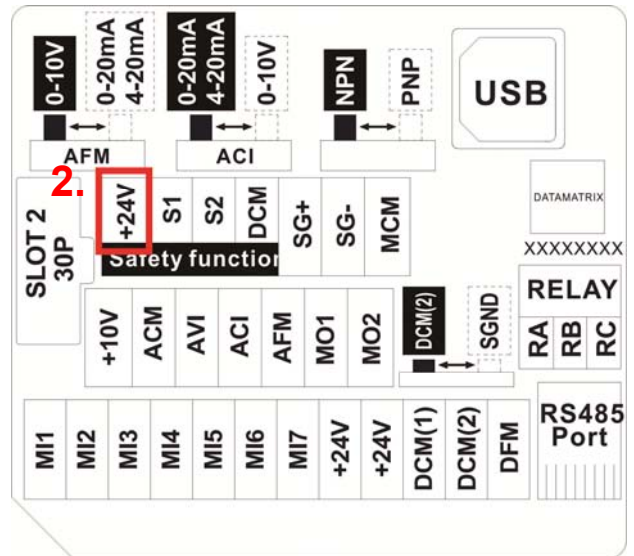 0-10V
0-20mA
4-20mA
0-20mA
4-20mA
0-10V
NPN
PNP
USB
AFM
ACI
2.
SLOT 2
30P
+24V
S1
S2
DCM
SG+
SG-
MCM
DATAMATRIX
XXXXXXXX
Safety function
RELAY
RA
RB
RC
+10V
ACM
AVI
ACI
AFM
MO1
MO2
DCM(2)
SGND
MI1
MI2
MI3
MI4
MI5
MI6
MI7
+24V
+24V
DCM(1)
DCM(2)
DFM
RS485
Port